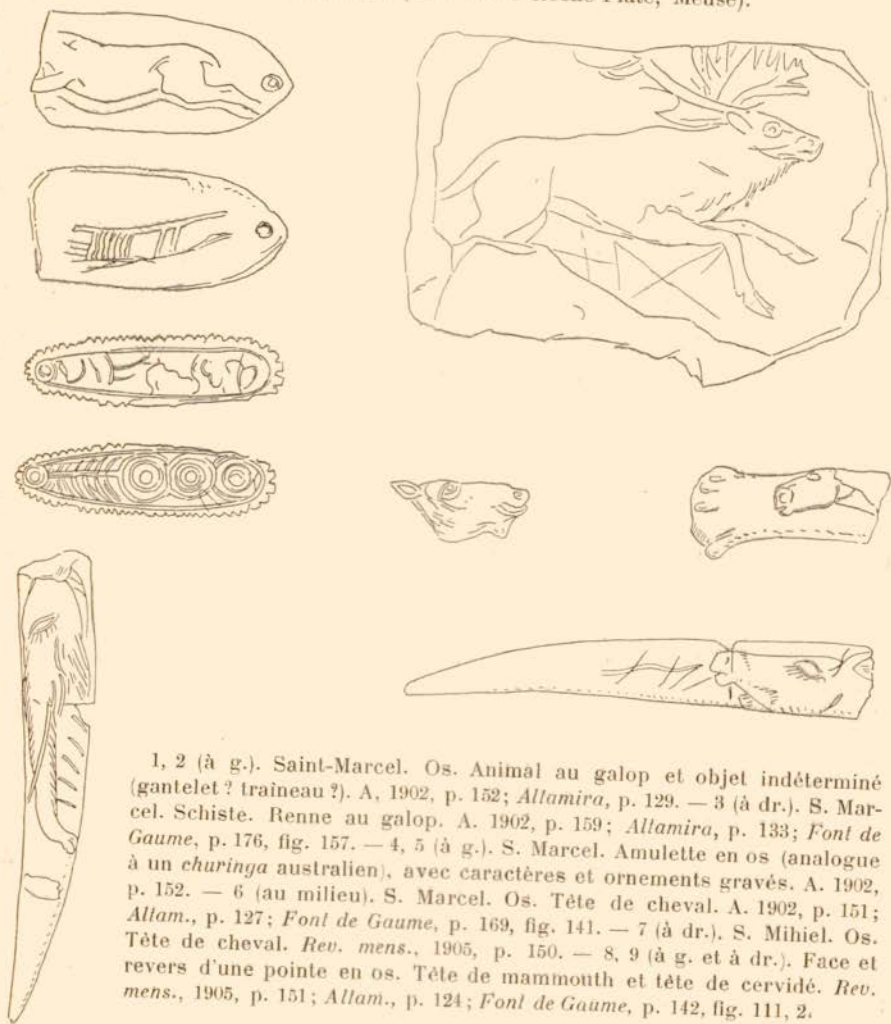 Plate, Meuse).
1, 2 (à g.). Saint-Marcel. Os. Animal au galop et objet indéterminé
(gantelet ? traineau ?). A, 1902, p. 152; Altamira, p. 129. — 3 (à dr.). S. Mar-
cel. Schiste. Renne au galop. A. 1902, p. 159; Altamira, p. 133; Font de
Gaume, p. 176, fig. 157. — 4, 5 (à g.). S. Marcel. Amulette en os (analogue
à un churinga australien), avec caractères et ornements gravés. A. 1902,
p. 152. — 6 (au milieu). S. Marcel. Os. Tête de cheval. A. 1902, p. 151;
Altam., p. 127; Font de Gaume, p. 169, fig. 141. — 7 (à dr.). S. Mihiel. Os.
Tête de cheval. Rev. mens., 1905, p. 150. — 8, 9 (à g. et à dr.). Face et
revers d'une pointe en os. Tête de mammouth et tête de cervidé. Rev.
mens., 1905, p. 151; Altam., p. 124; Font de Gaume, p. 142, fig. 111, 2.